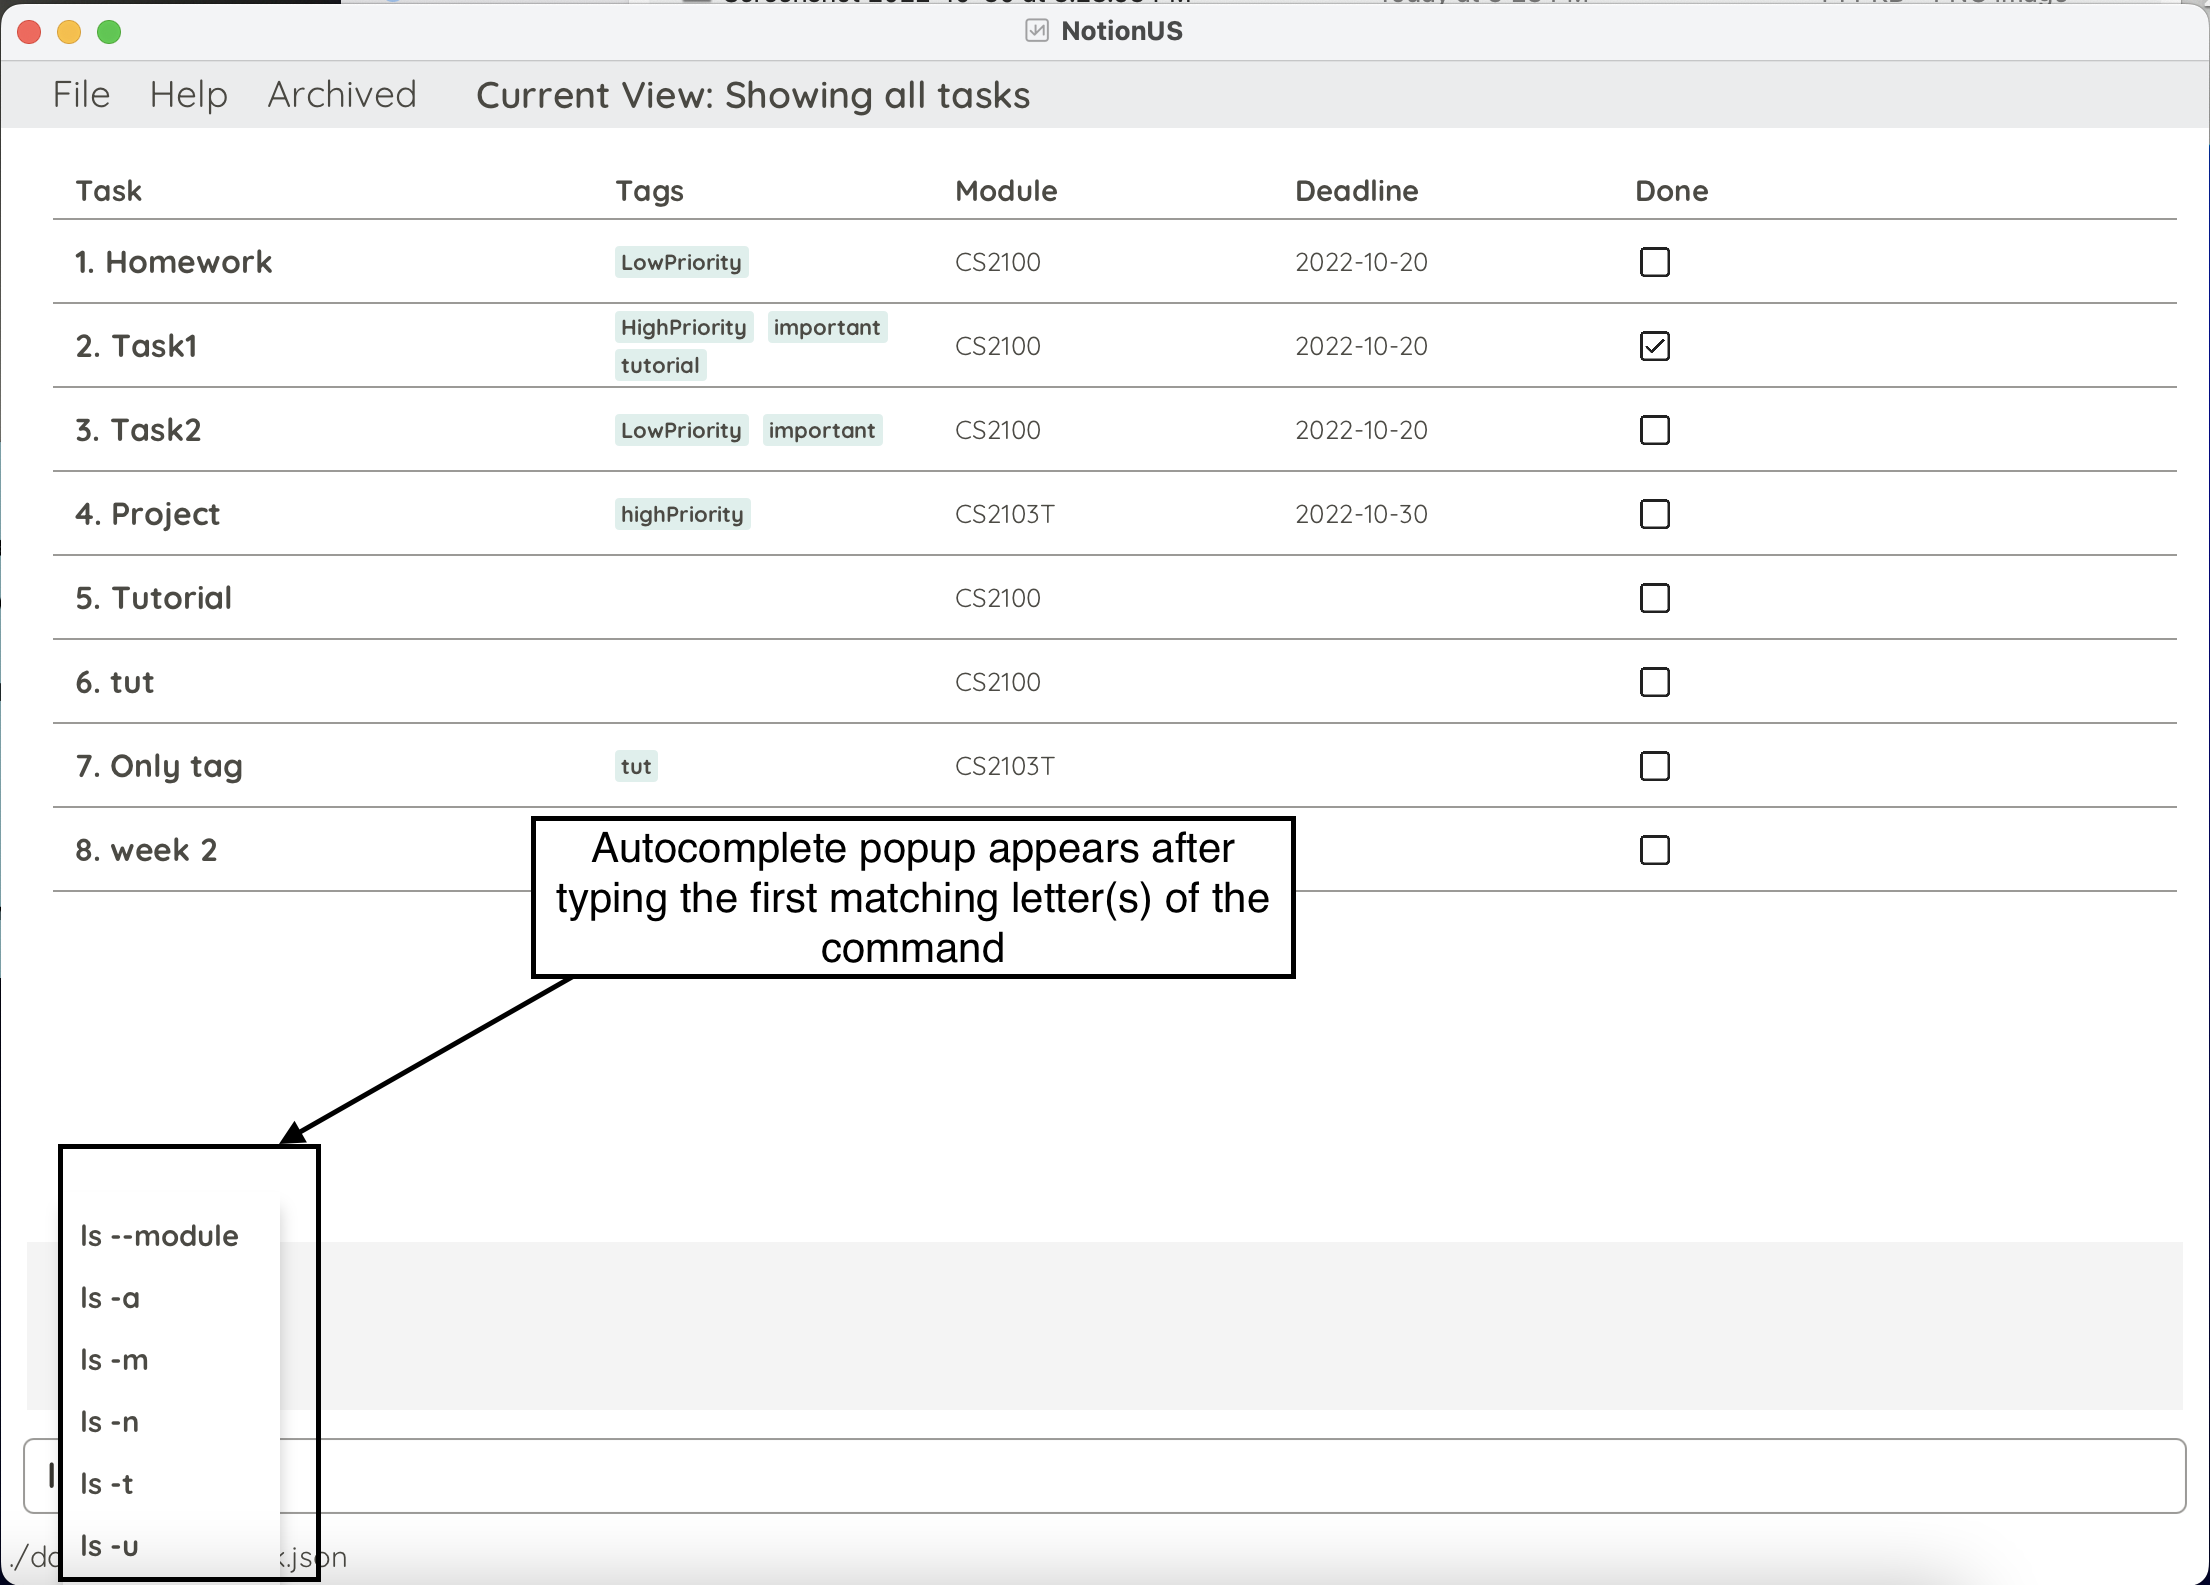 NotionUS
File Help Archived Current View: Showing all tasks
Task Tags Module Deadline Done
1. Homework LowPriority CS2100 2022-10-20
2. Task1 HighPriority important CS2100 2022-10-20
tutorial
3. Task2 LowPriority important CS2100 2022-10-20
4. Project highPriority CS2103T 2022-10-30
5. Tutorial CS2100
6. tut CS2100
7. Only tag tut CS2103T
8. week 2
Autocomplete popup appears after
typing the first matching letter(s) of the
command
ls --module
ls -a
ls -m
ls -n
ls -t
l
ls -u